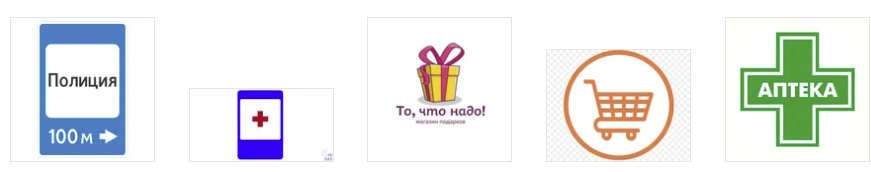 Полиция
100 м
То, что надо!
магазин подарков
АПТЕКА